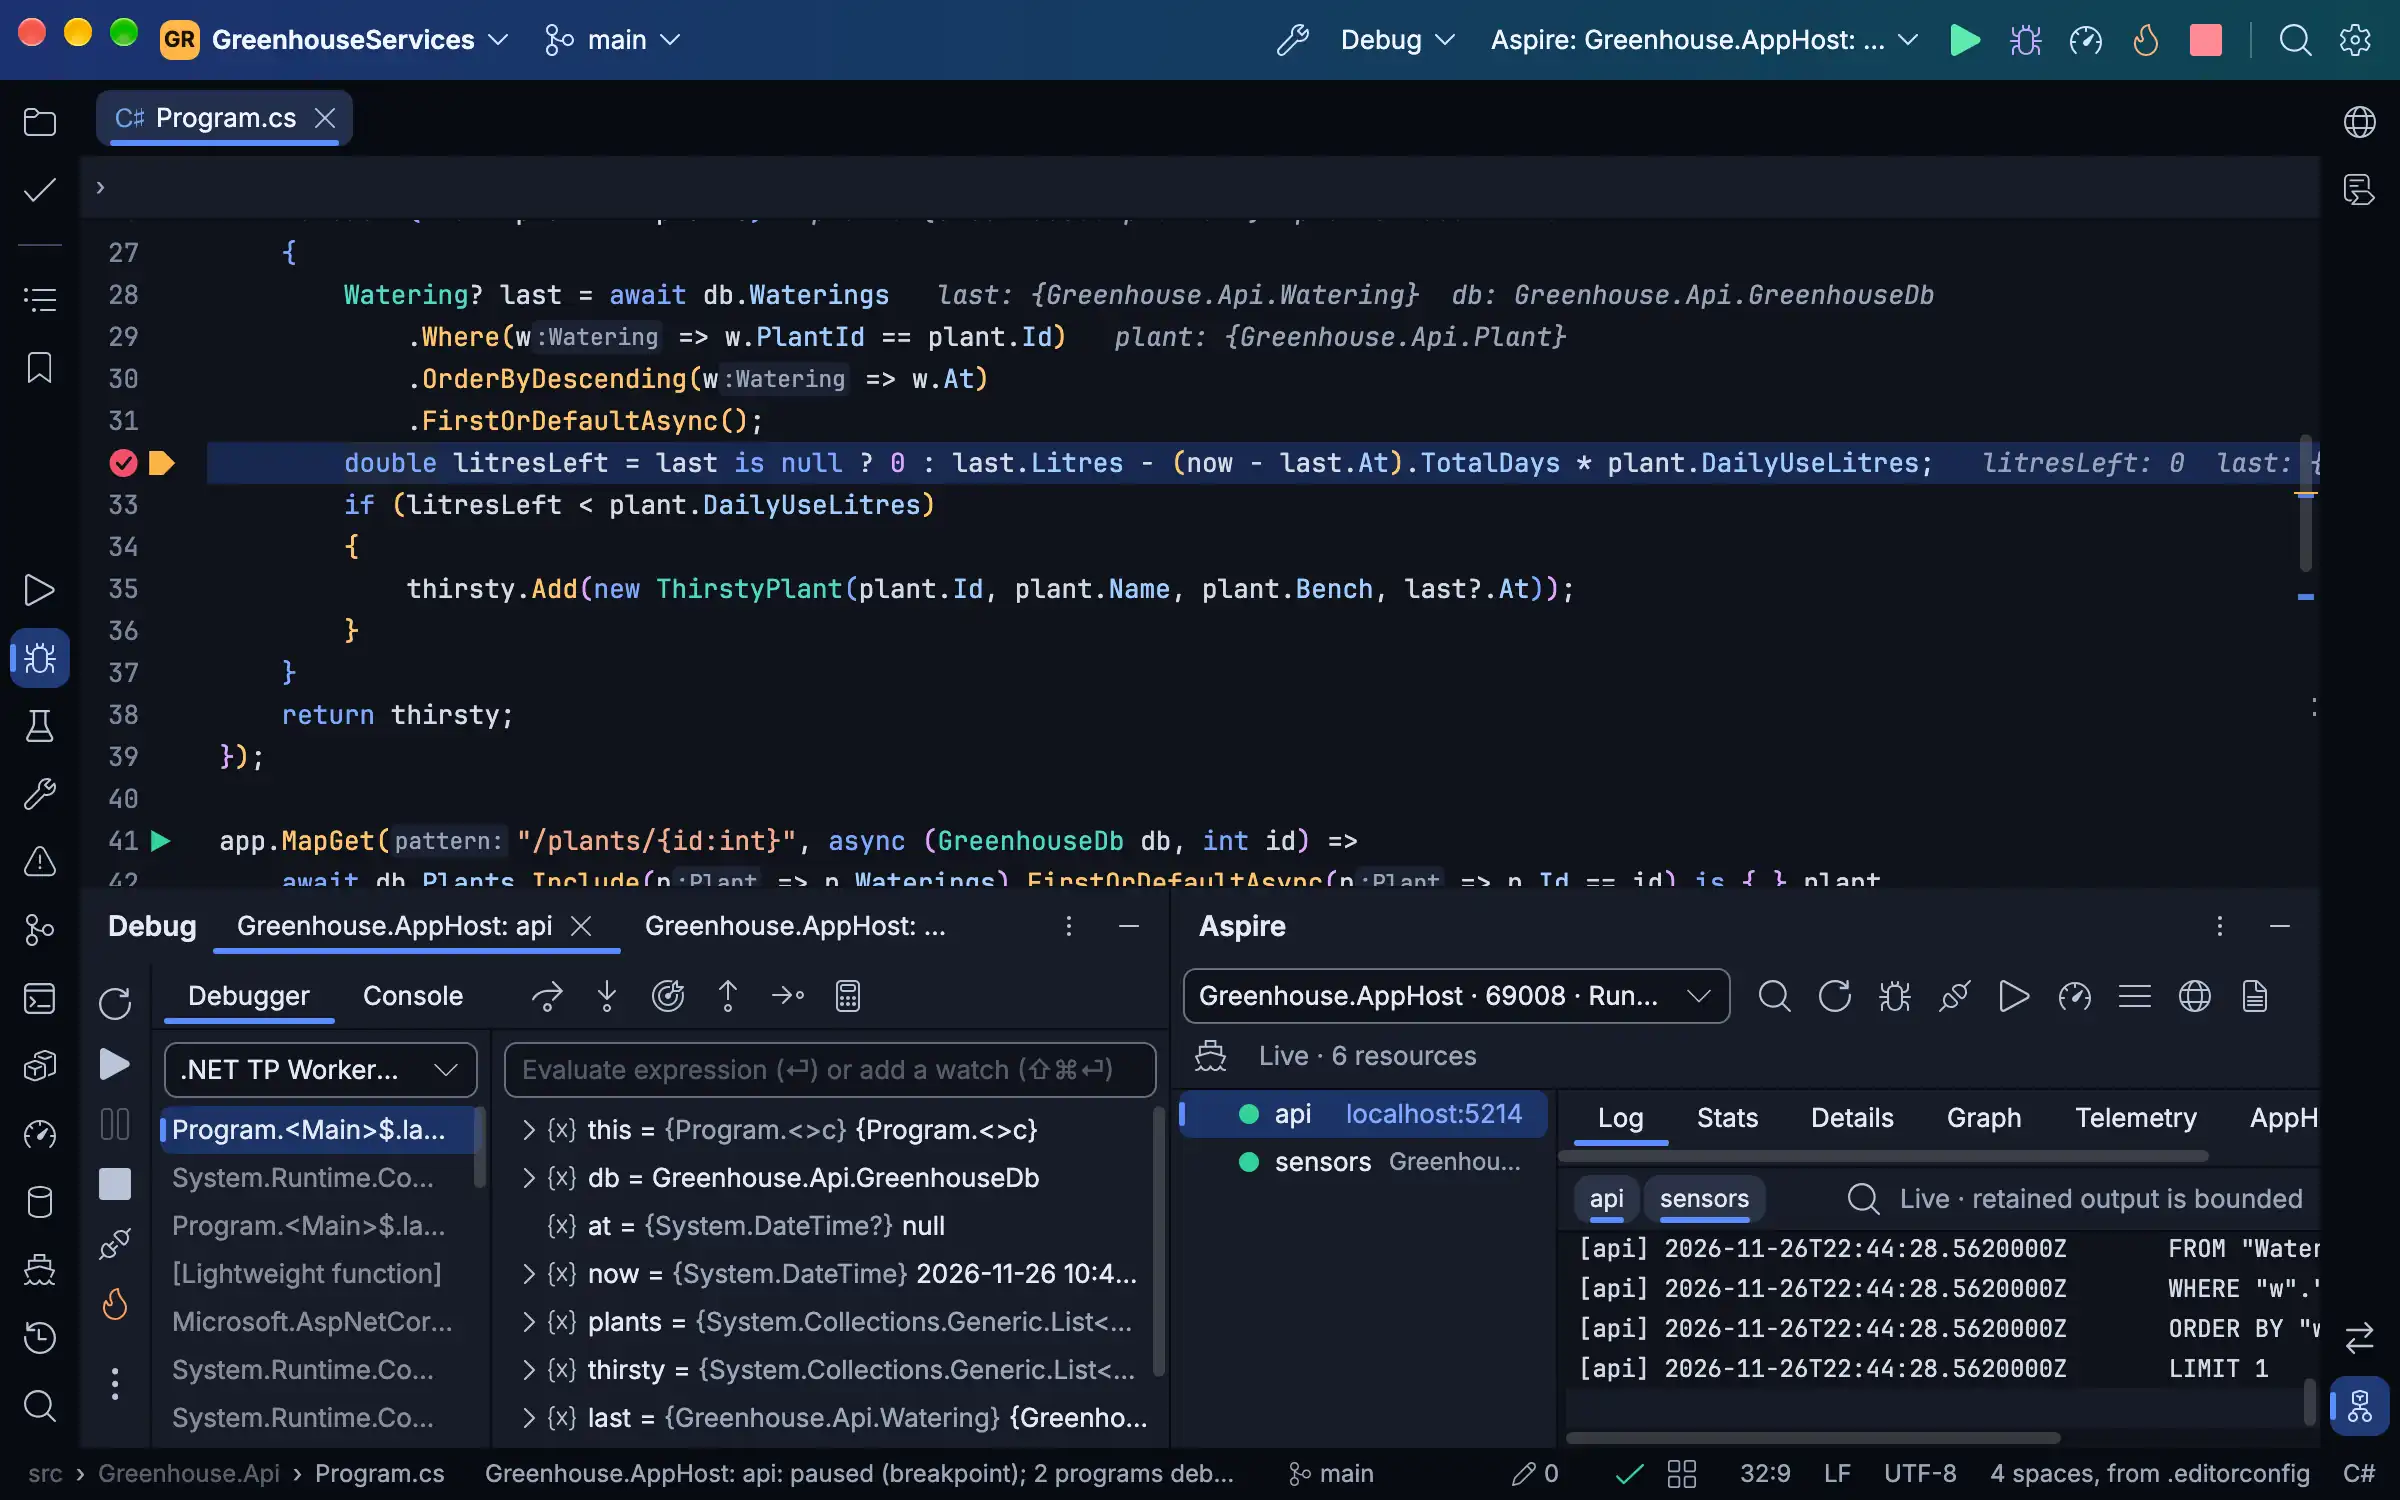 GR GreenhouseServices main Debug Aspire: Greenhouse.AppHost: ...
C# Program.cs
›
27 {
28 Watering? last = await db.Waterings last: {Greenhouse.Api.Watering} db: Greenhouse.Api.GreenhouseDb
29 .Where(w:Watering => w.PlantId == plant.Id) plant: {Greenhouse.Api.Plant}
30 .OrderByDescending(w:Watering => w.At)
31 .FirstOrDefaultAsync();
double litresLeft = last is null ? 0 : last.Litres - (now - last.At).TotalDays * plant.DailyUseLitres; litresLeft: 0 last: {
33 if (litresLeft < plant.DailyUseLitres)
34 {
35 thirsty.Add(new ThirstyPlant(plant.Id, plant.Name, plant.Bench, last?.At));
36 }
37 }
38 return thirsty;
39 });
40
41 app.MapGet(pattern: "/plants/{id:int}", async (GreenhouseDb db, int id) =>
42 await db.Plants.Include(p:Plant => p.Waterings).FirstOrDefaultAsync(p:Plant => p.Id == id) is { } plant
Debug Greenhouse.AppHost: api Greenhouse.AppHost: ...
Debugger Console
.NET TP Worker...
Evaluate expression (⏎) or add a watch (⇧⌘⏎)
Program.<Main>$.la...
System.Runtime.Co...
Program.<Main>$.la...
[Lightweight function]
Microsoft.AspNetCor...
System.Runtime.Co...
System.Runtime.Co...
{x} this = {Program.<>c} {Program.<>c}
{x} db = Greenhouse.Api.GreenhouseDb
{x} at = {System.DateTime?} null
{x} now = {System.DateTime} 2026-11-26 10:4...
{x} plants = {System.Collections.Generic.List<...
{x} thirsty = {System.Collections.Generic.List<...
{x} last = {Greenhouse.Api.Watering} {Greenho...
Aspire
Greenhouse.AppHost · 69008 · Run...
Live · 6 resources
api localhost:5214
sensors Greenhou...
Log Stats Details Graph Telemetry AppH
api sensors Live · retained output is bounded
[api] 2026-11-26T22:44:28.5620000Z FROM "Water
[api] 2026-11-26T22:44:28.5620000Z WHERE "w".
[api] 2026-11-26T22:44:28.5620000Z ORDER BY "w
[api] 2026-11-26T22:44:28.5620000Z LIMIT 1
src › Greenhouse.Api › Program.cs Greenhouse.AppHost: api: paused (breakpoint); 2 programs deb... main 0 32:9 LF UTF-8 4 spaces, from .editorconfig C#